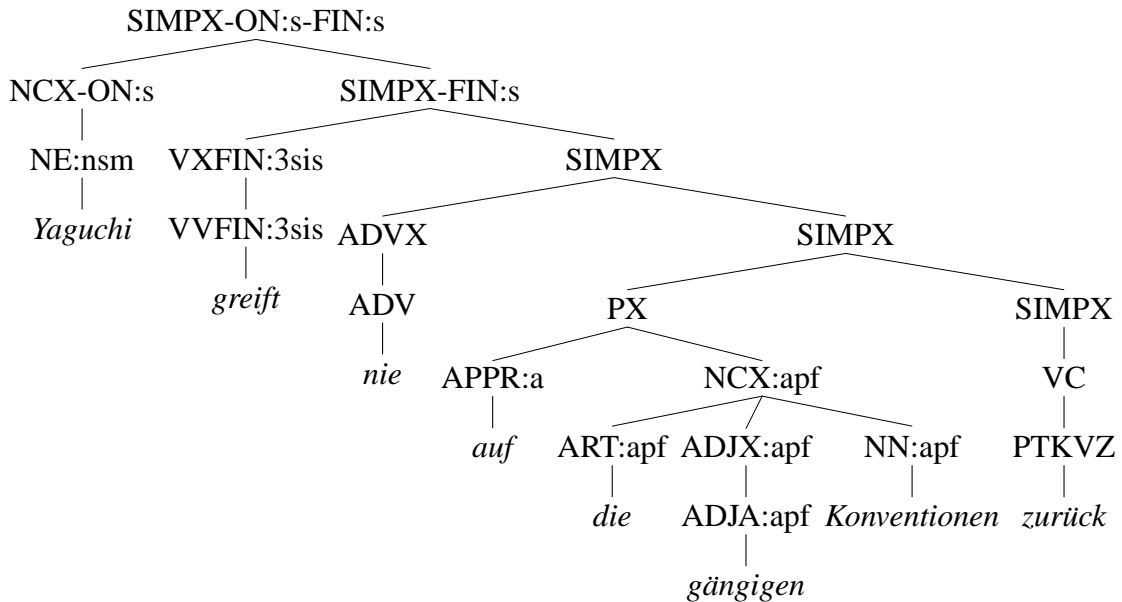 SIMPX-ON:s-FIN:s
NCX-ON:s SIMPX-FIN:s
NE:nsm VXFIN:3sis SIMPX
Yaguchi VVFIN:3sis ADVX SIMPX
greift ADV PX SIMPX
nie APPR:a NCX:apf VC
auf ART:apf ADJX:apf NN:apf PTKVZ
die ADJA:apf Konventionen zurück
gängigen